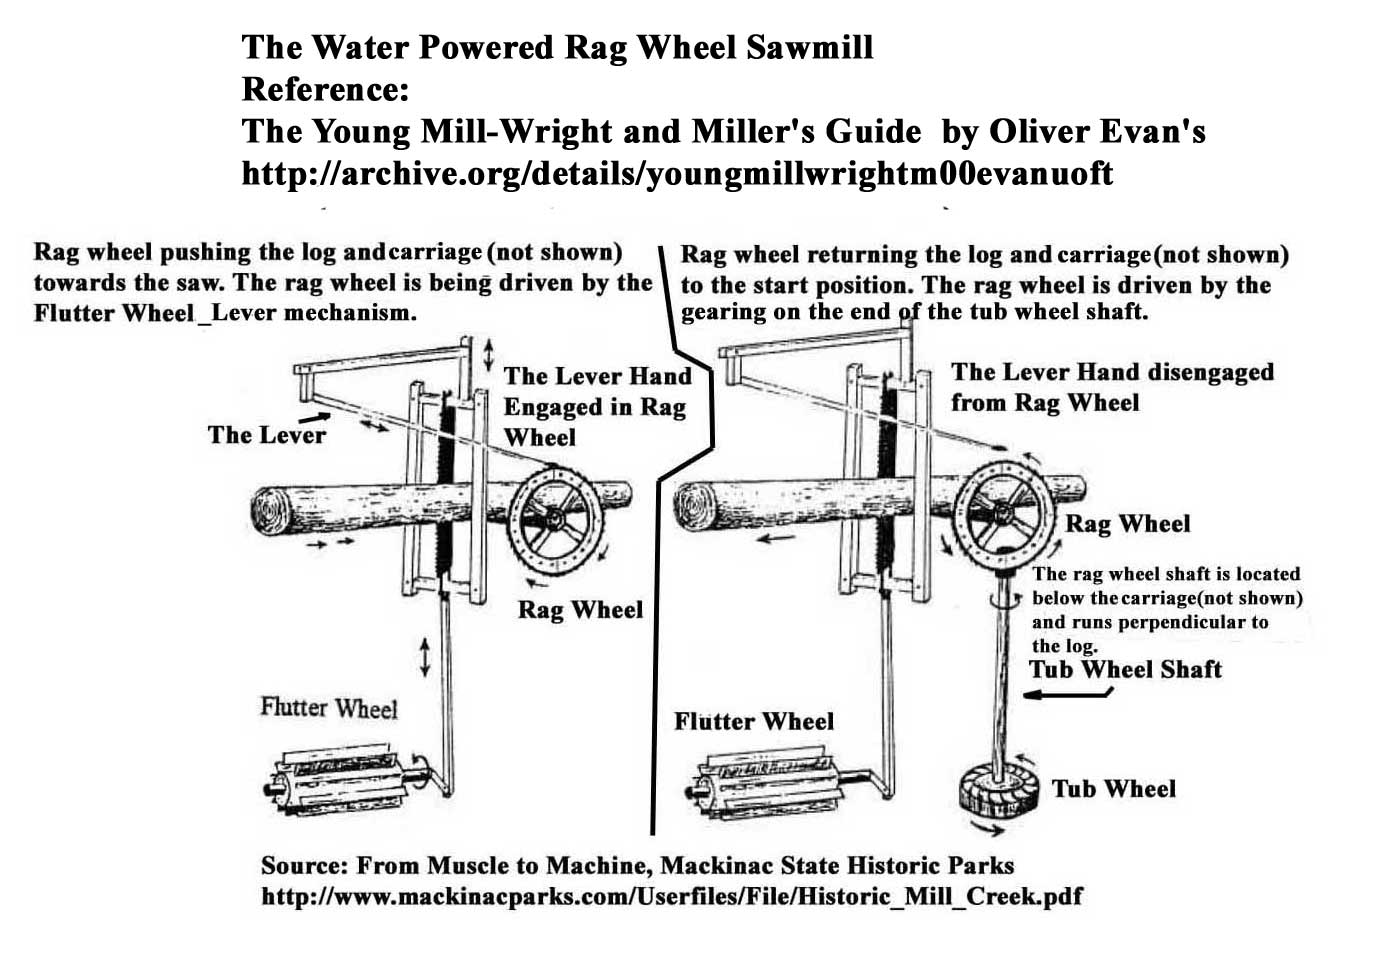 The Water Powered Rag Wheel Sawmill
Reference:
The Young Mill-Wright and Miller's Guide by Oliver Evan's
http://archive.org/details/youngmillwrightm00evanuoft
Rag wheel pushing the log and carriage (not shown)
towards the saw. The rag wheel is being driven by the
Flutter Wheel _Lever mechanism.
The Lever Hand
Engaged in Rag
Wheel
The Lever
Rag Wheel
Flutter Wheel
Rag wheel returning the log and carriage(not shown)
to the start position. The rag wheel is driven by the
gearing on the end of the tub wheel shaft.
The Lever Hand disengaged
from Rag Wheel
Rag Wheel
The rag wheel shaft is located
below the carriage(not shown)
and runs perpendicular to
the log.
Tub Wheel Shaft
Flutter Wheel
Tub Wheel
Source: From Muscle to Machine, Mackinac State Historic Parks
http://www.mackinacparks.com/Userfiles/File/Historic_Mill_Creek.pdf